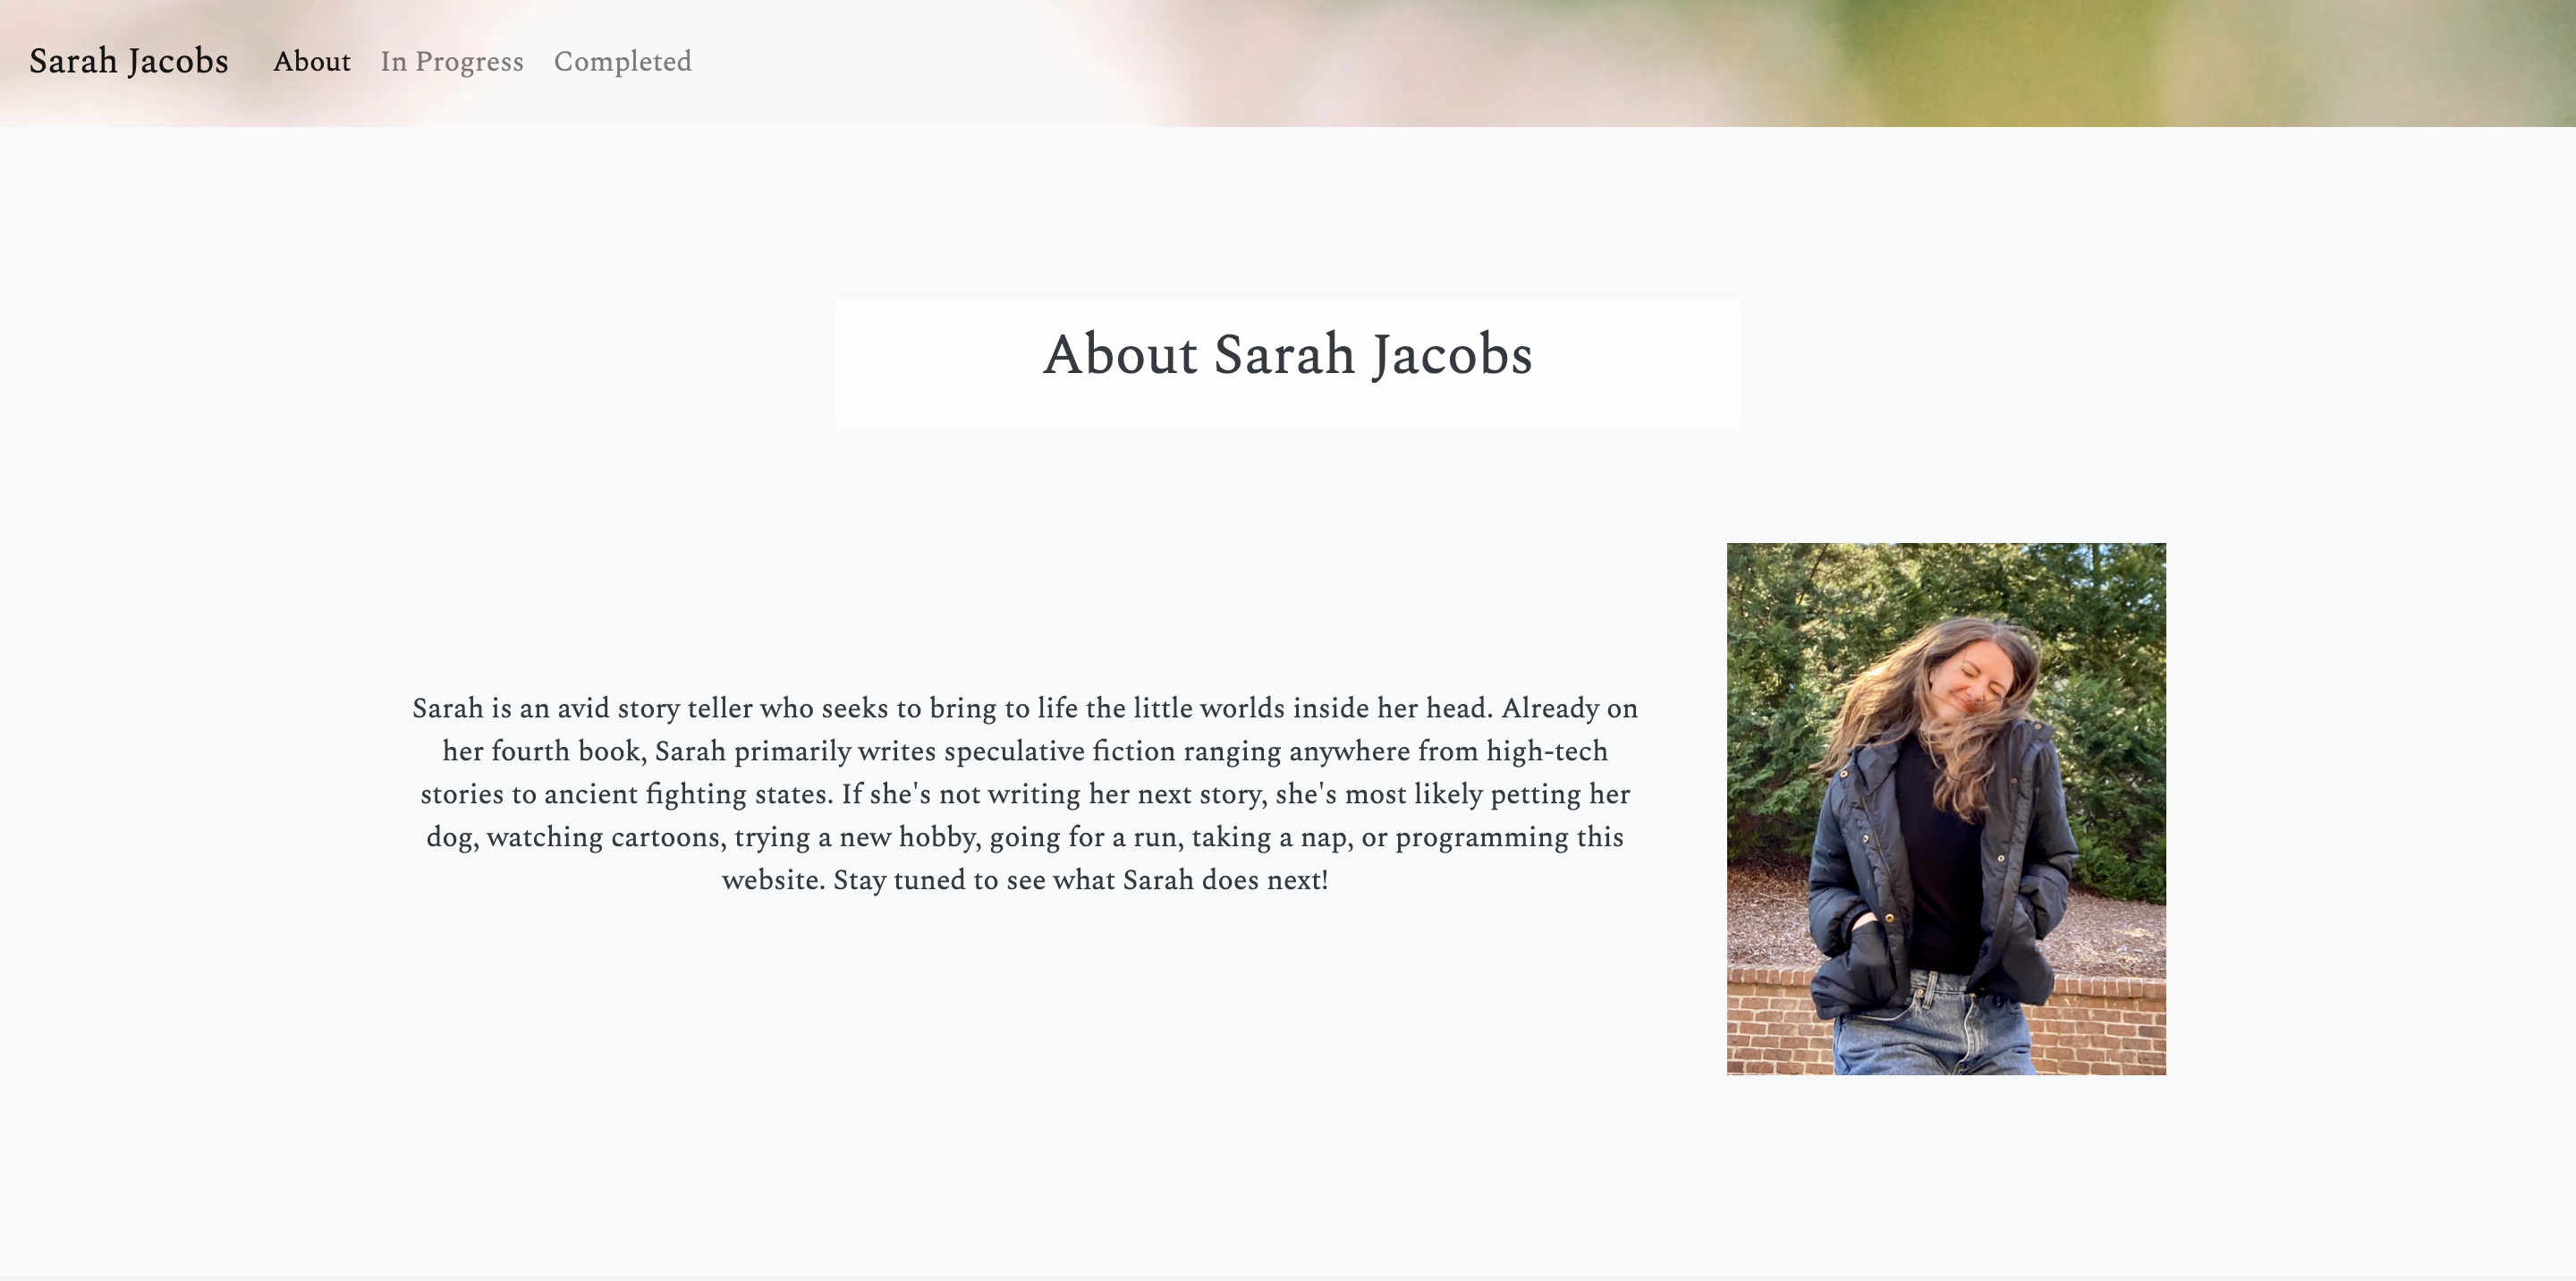 Sarah Jacobs About In Progress Completed
About Sarah Jacobs
Sarah is an avid story teller who seeks to bring to life the little worlds inside her head. Already on
her fourth book, Sarah primarily writes speculative fiction ranging anywhere from high-tech
stories to ancient fighting states. If she's not writing her next story, she's most likely petting her
dog, watching cartoons, trying a new hobby, going for a run, taking a nap, or programming this
website. Stay tuned to see what Sarah does next!